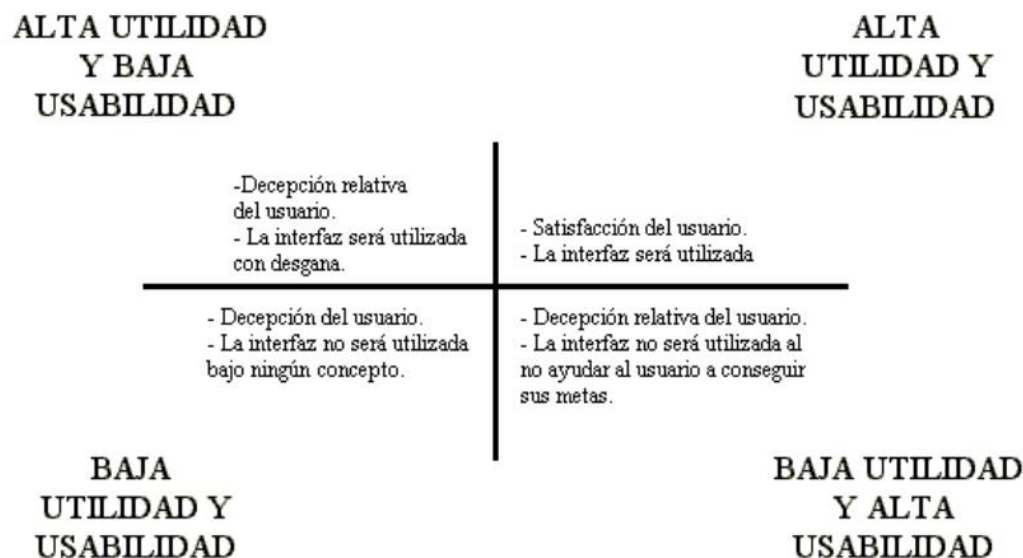 ALTA UTILIDAD
Y BAJA
USABILIDAD
ALTA
UTILIDAD Y
USABILIDAD
-Decepción relativa
del usuario.
- La interfaz será utilizada
con desgana.
- Satisfacción del usuario.
- La interfaz será utilizada
- Decepción del usuario.
- La interfaz no será utilizada
bajo ningún concepto.
- Decepción relativa del usuario.
- La interfaz no será utilizada al
no ayudar al usuario a conseguir
sus metas.
BAJA
UTILIDAD Y
USABILIDAD
BAJA UTILIDAD
Y ALTA
USABILIDAD